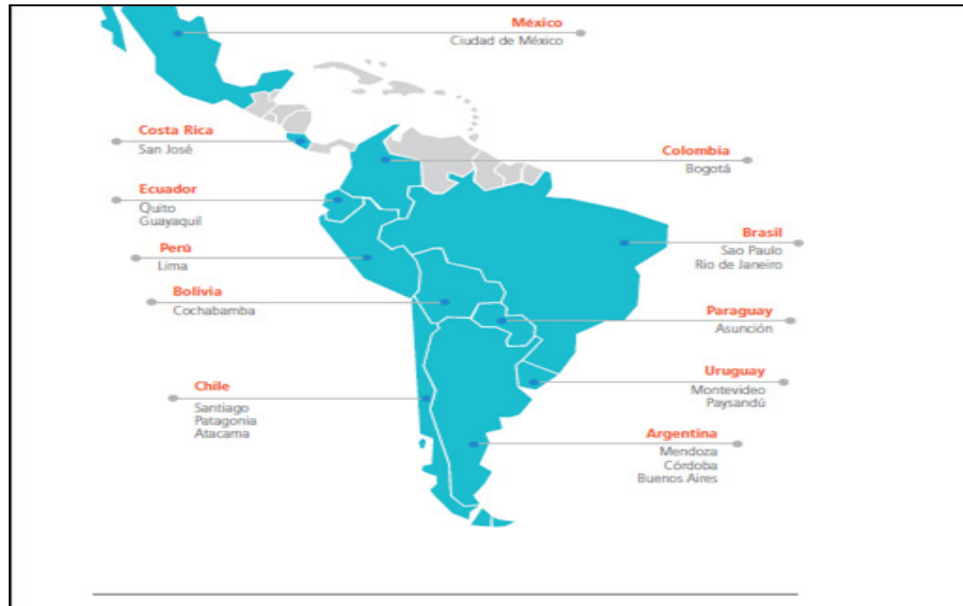 México
Ciudad de México
Costa Rica
San José
Colombia
Bogotá
Ecuador
Quito
Guayaquil
Brasil
Sao Paulo
Rio de Janeiro
Perú
Lima
Bolivia
Cochabamba
Paraguay
Asunción
Uruguay
Montevideo
Paysandú
Chile
Santiago
Patagonia
Atacama
Argentina
Mendoza
Córdoba
Buenos Aires